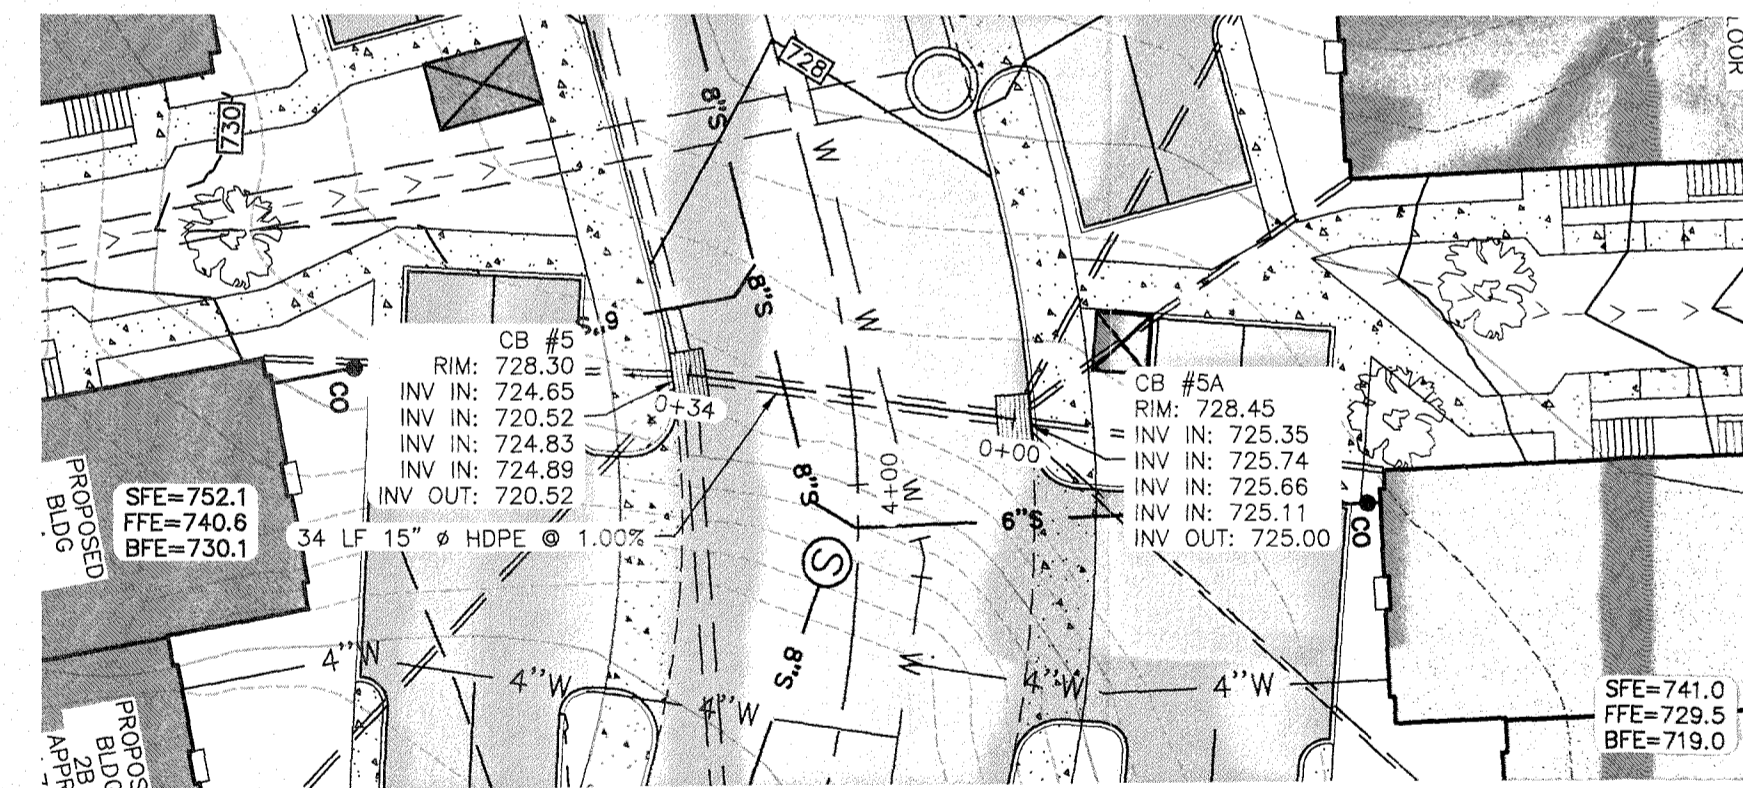 728
730
8"S
W
LOOR
8"S
W
6"S
CB #5
RIM: 728.30
INV IN: 724.65
INV IN: 720.52
INV IN: 724.83
INV IN: 724.89
INV OUT: 720.52
CO
0+34
CB #5A
RIM: 728.45
INV IN: 725.35
INV IN: 725.74
INV IN: 725.66
INV IN: 725.11
INV OUT: 725.00
0+00
8"S
4+00
W
6"S
CO
PROPOSED
BLDG
SFE=752.1
FFE=740.6
BFE=730.1
34 LF 15" ø HDPE @ 1.00%
S
8"S
W
4"W
4"W
4"W
4"W
4"W
SFE=741.0
FFE=729.5
BFE=719.0
PROPOS
BLDG
2B
APPR